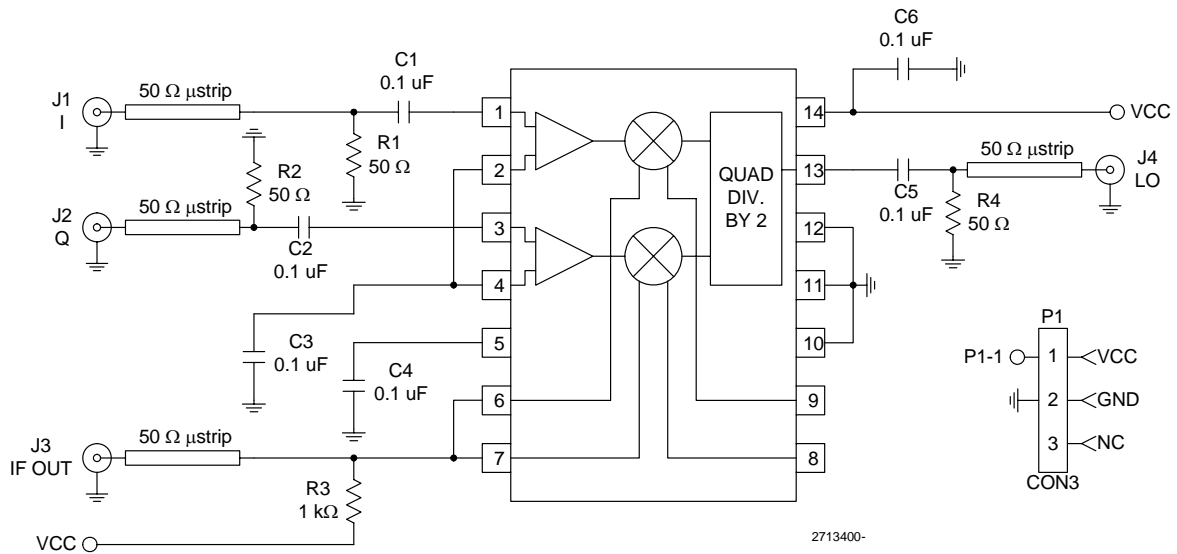 C6
0.1 uF
C1
0.1 uF
J1
I
50 Ω µstrip
1
14
VCC
R1
50 Ω
R2
50 Ω
2
13
QUAD
DIV.
BY 2
C5
0.1 uF
50 Ω µstrip
J4
LO
R4
50 Ω
J2
Q
50 Ω µstrip
C2
0.1 uF
3
12
4
11
C3
0.1 uF
5
10
C4
0.1 uF
6
9
P1
P1-1
1
VCC
2
GND
3
NC
CON3
J3
IF OUT
50 Ω µstrip
7
8
R3
1 kΩ
VCC
2713400-